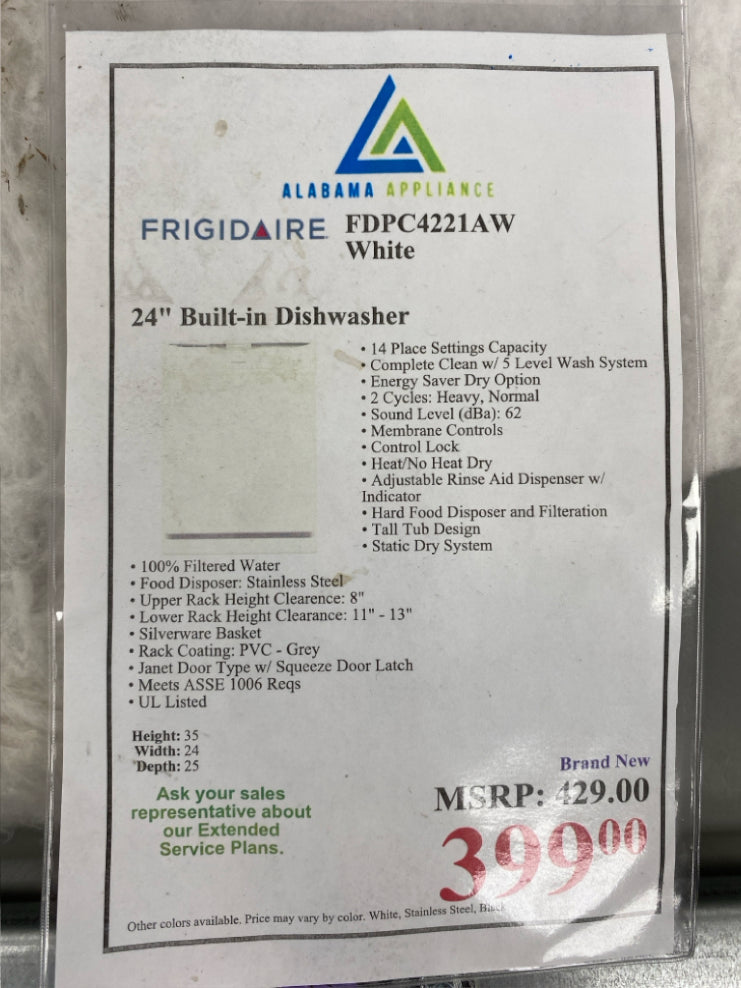 ALABAMA APPLIANCE
FRIGIDAIRE FDPC4221AW
White
24" Built-in Dishwasher
• 14 Place Settings Capacity
• Complete Clean w/ 5 Level Wash System
• Energy Saver Dry Option
• 2 Cycles: Heavy, Normal
• Sound Level (dBa): 62
• Membrane Controls
• Control Lock
• Heat/No Heat Dry
• Adjustable Rinse Aid Dispenser w/
Indicator
• Hard Food Disposer and Filteration
• Tall Tub Design
• Static Dry System
• 100% Filtered Water
• Food Disposer: Stainless Steel
• Upper Rack Height Clearence: 8"
• Lower Rack Height Clearance: 11" - 13"
• Silverware Basket
• Rack Coating: PVC - Grey
• Janet Door Type w/ Squeeze Door Latch
• Meets ASSE 1006 Reqs
• UL Listed
Height: 35
Width: 24
Depth: 25
Ask your sales
representative about
our Extended
Service Plans.
Brand New
MSRP: 429.00
399 00
Other colors available. Price may vary by color. White, Stainless Steel, Black